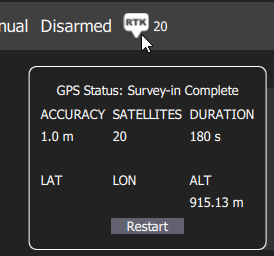 nual Disarmed RTK 20
GPS Status: Survey-in Complete
ACCURACY SATELLITES DURATION
1.0 m 20 180 s
LAT LON ALT
915.13 m
Restart